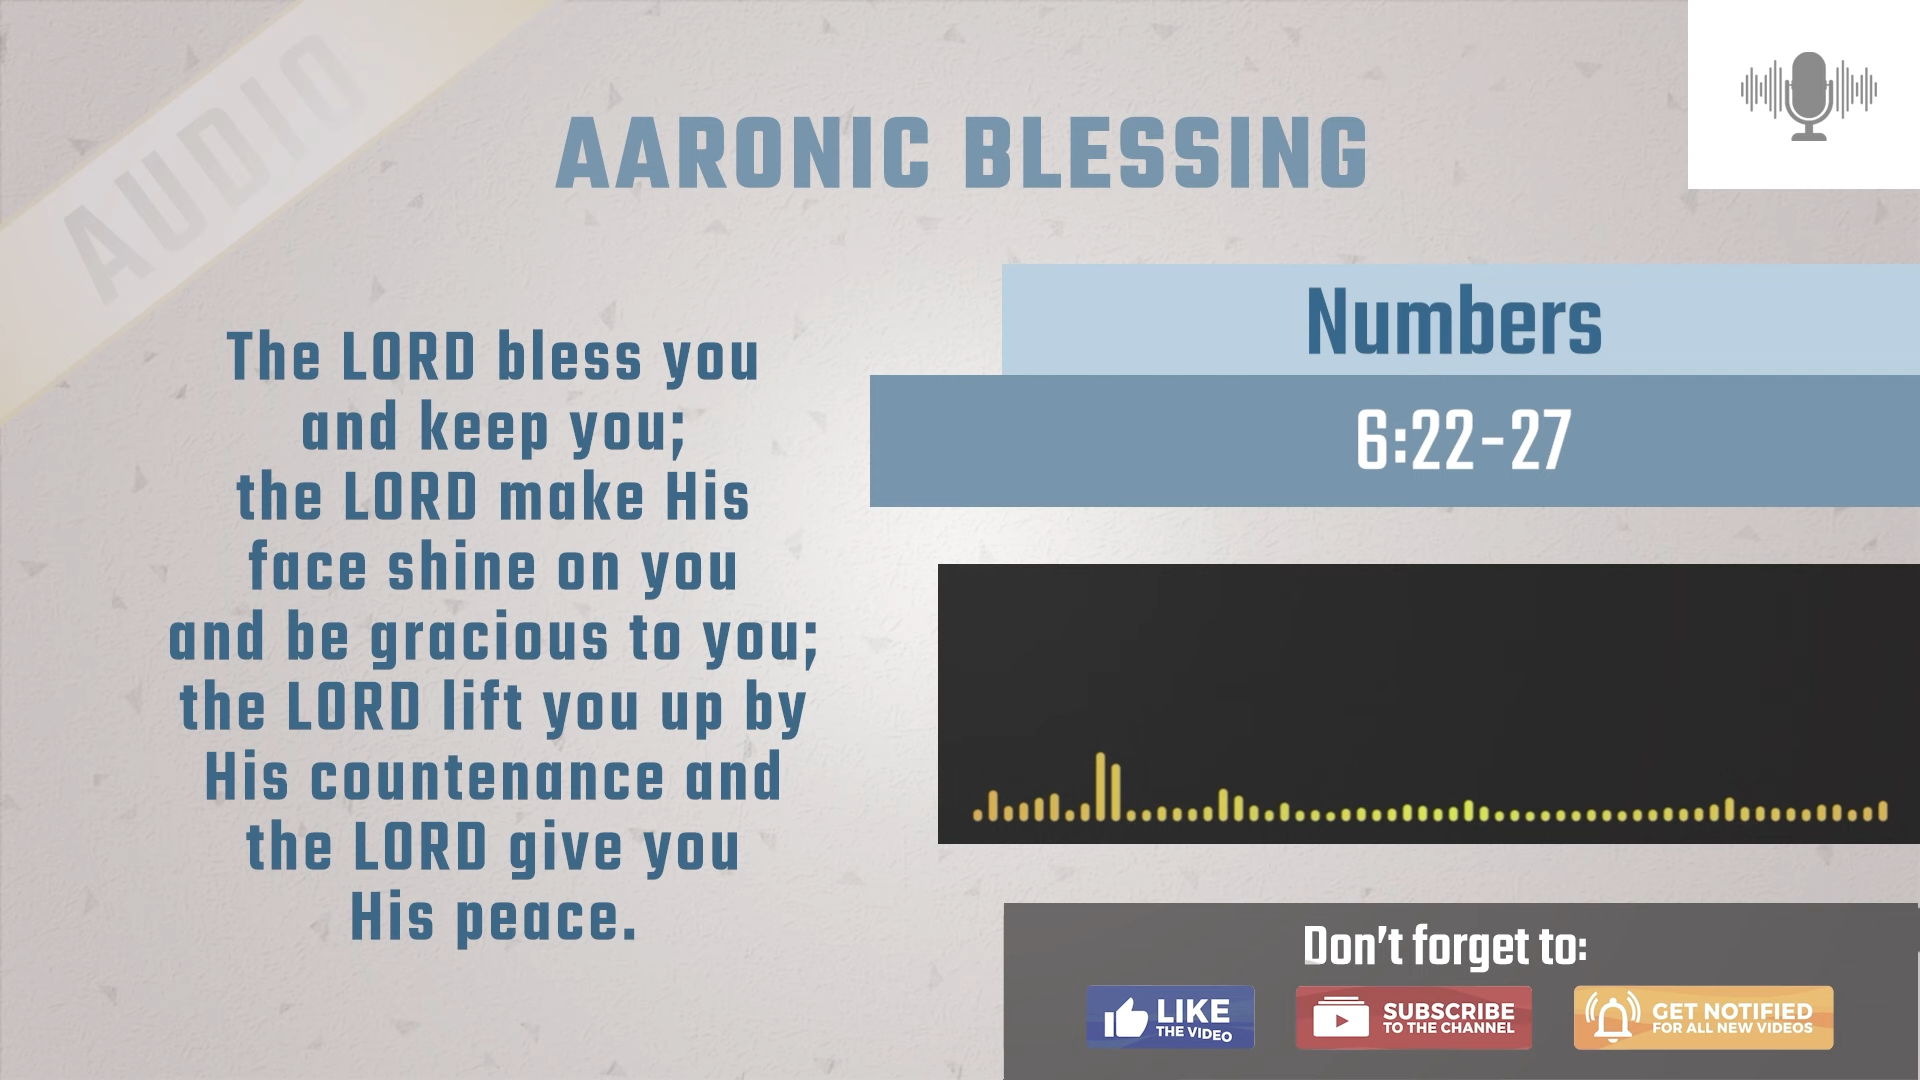 AUDIO
AARONIC BLESSING
The LORD bless you
and keep you;
the LORD make His
face shine on you
and be gracious to you;
the LORD lift you up by
His countenance and
the LORD give you
His peace.
Numbers
6:22-27
Don't forget to:
LIKE
THE VIDEO
SUBSCRIBE
TO THE CHANNEL
GET NOTIFIED
FOR ALL NEW VIDEOS